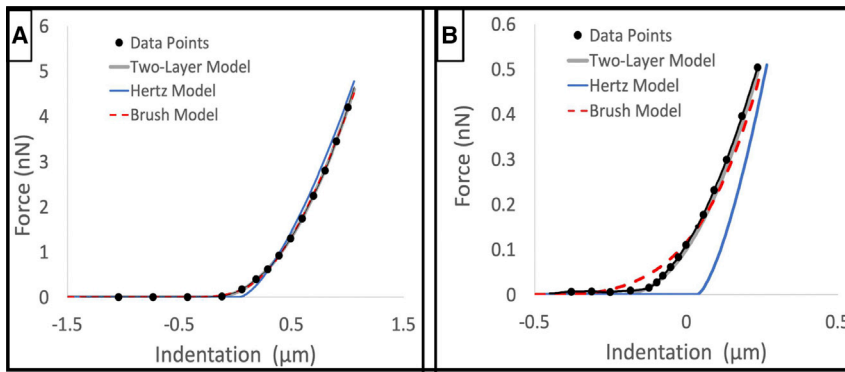 A
Data Points
Two-Layer Model
Hertz Model
Brush Model
6
5
4
3
2
1
0
-1.5
-0.5
0.5
1.5
Force (nN)
Indentation (μm)
B
Data Points
Two-Layer Model
Hertz Model
Brush Model
0.6
0.5
0.4
0.3
0.2
0.1
0
-0.5
0
0.5
Force (nN)
Indentation (μm)